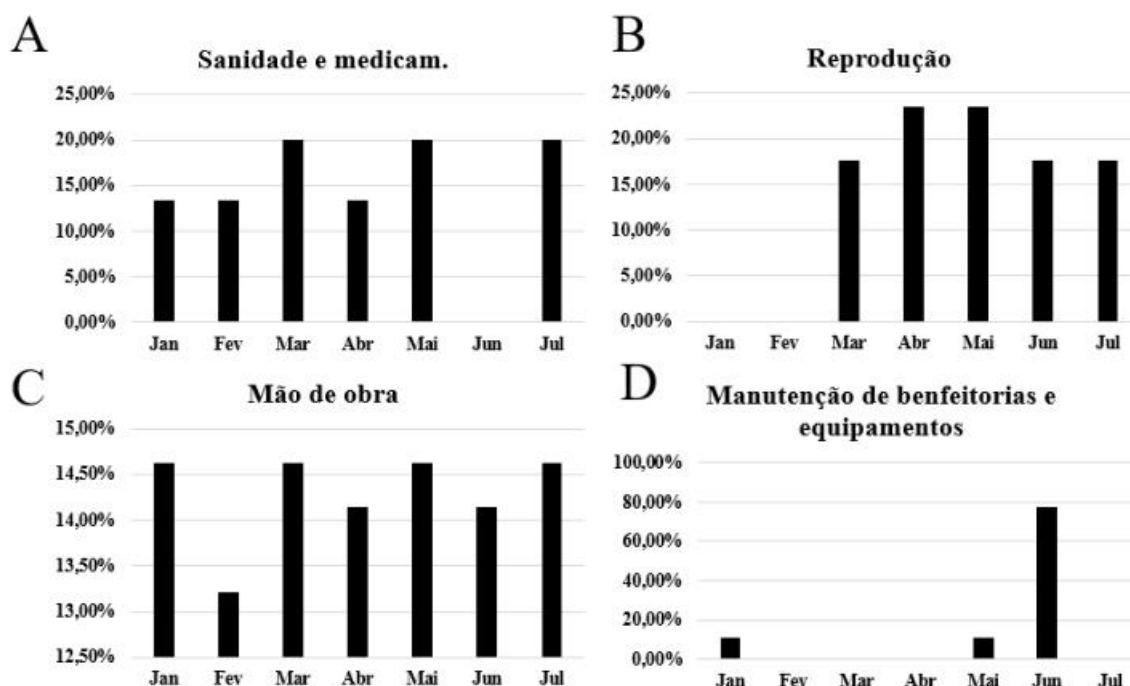 A
Sanidade e medicam.
25,00%
20,00%
15,00%
10,00%
5,00%
0,00%
Jan Fev Mar Abr Mai Jun Jul
B
Reprodução
25,00%
20,00%
15,00%
10,00%
5,00%
0,00%
Jan Fev Mar Abr Mai Jun Jul
C
Mão de obra
15,00%
14,50%
14,00%
13,50%
13,00%
12,50%
Jan Fev Mar Abr Mai Jun Jul
D
Manutenção de benfeitorias e
equipamentos
100,00%
80,00%
60,00%
40,00%
20,00%
0,00%
Jan Fev Mar Abr Mai Jun Jul